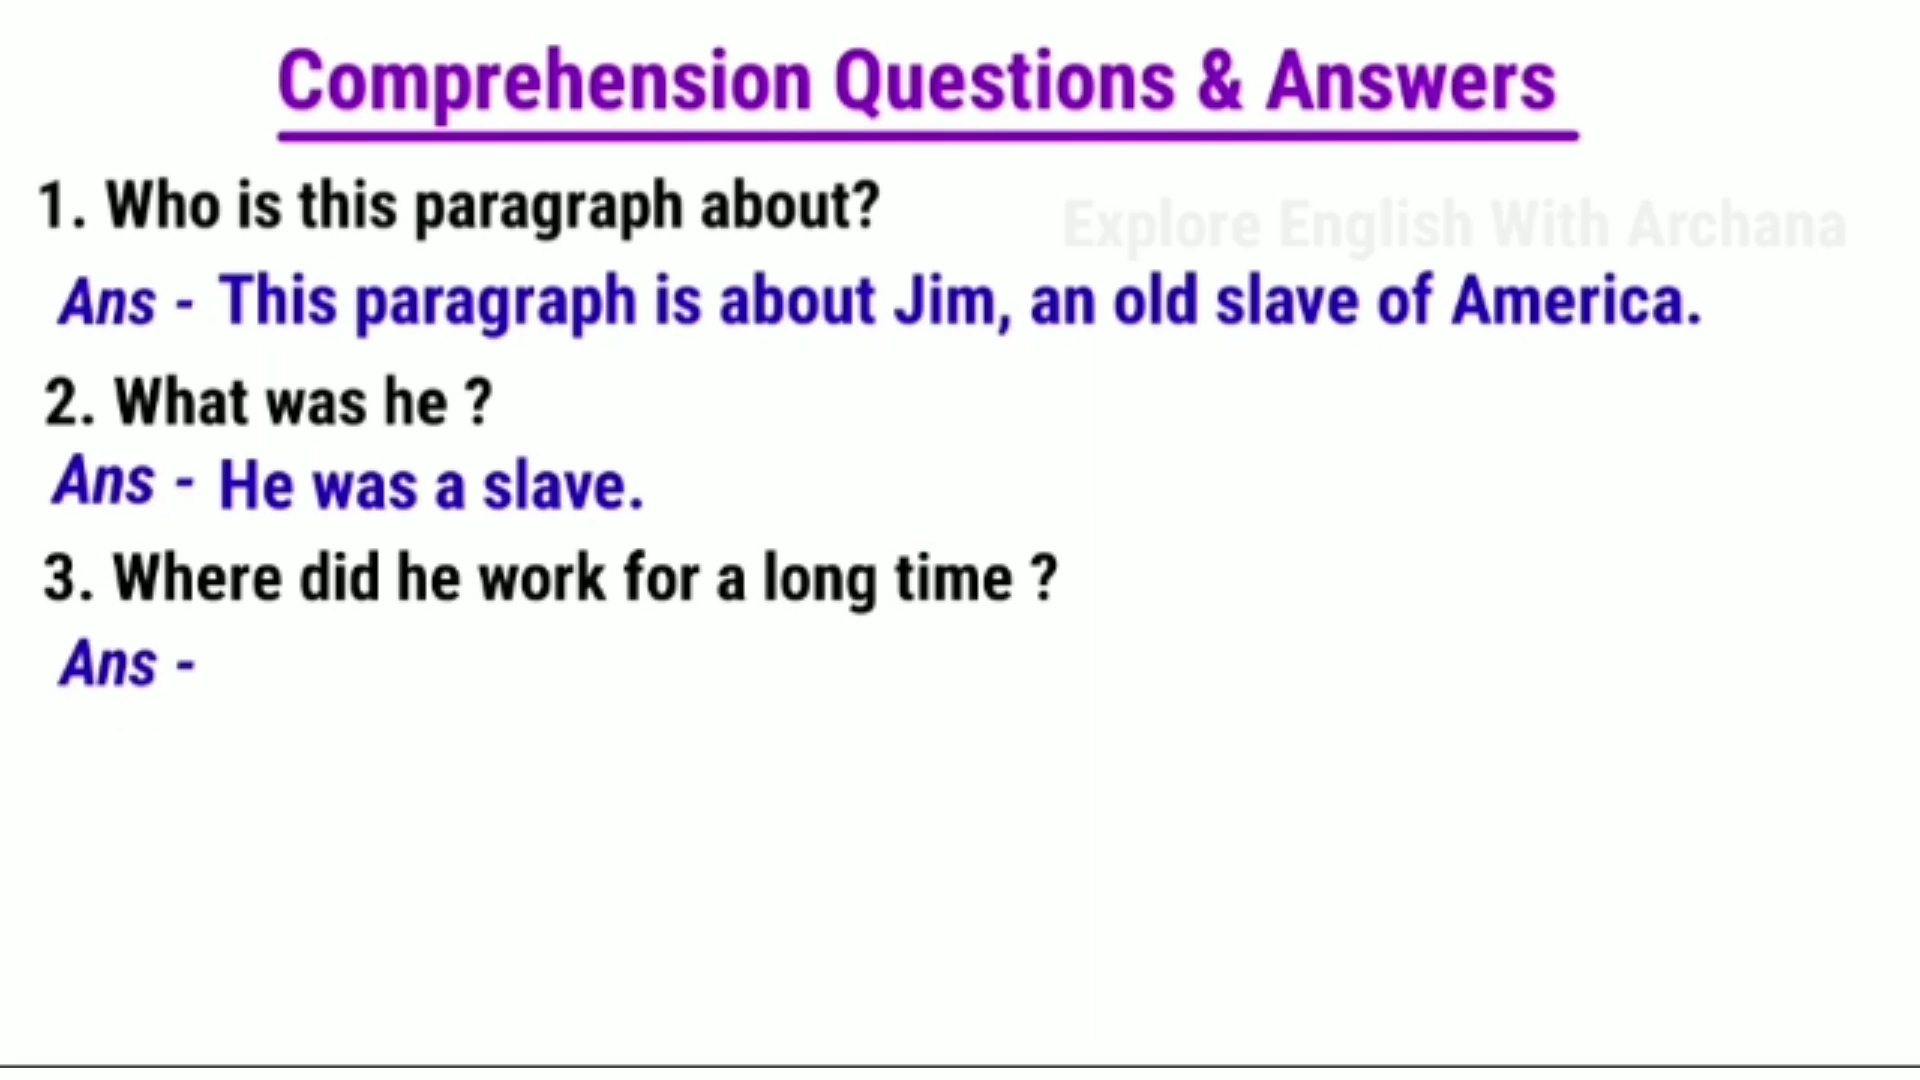 Comprehension Questions & Answers
1. Who is this paragraph about?
Explore English With Archana
Ans - This paragraph is about Jim, an old slave of America.
2. What was he ?
Ans - He was a slave.
3. Where did he work for a long time ?
Ans -